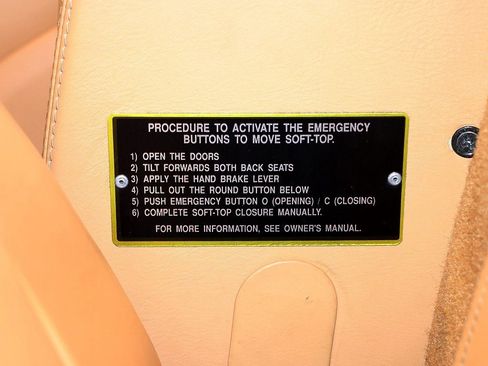 PROCEDURE TO ACTIVATE THE EMERGENCY
BUTTONS TO MOVE SOFT-TOP.
1) OPEN THE DOORS
2) TILT FORWARDS BOTH BACK SEATS
3) APPLY THE HAND BRAKE LEVER
4) PULL OUT THE ROUND BUTTON BELOW
5) PUSH EMERGENCY BUTTON O (OPENING) / C (CLOSING)
6) COMPLETE SOFT-TOP CLOSURE MANUALLY.
FOR MORE INFORMATION, SEE OWNER'S MANUAL.